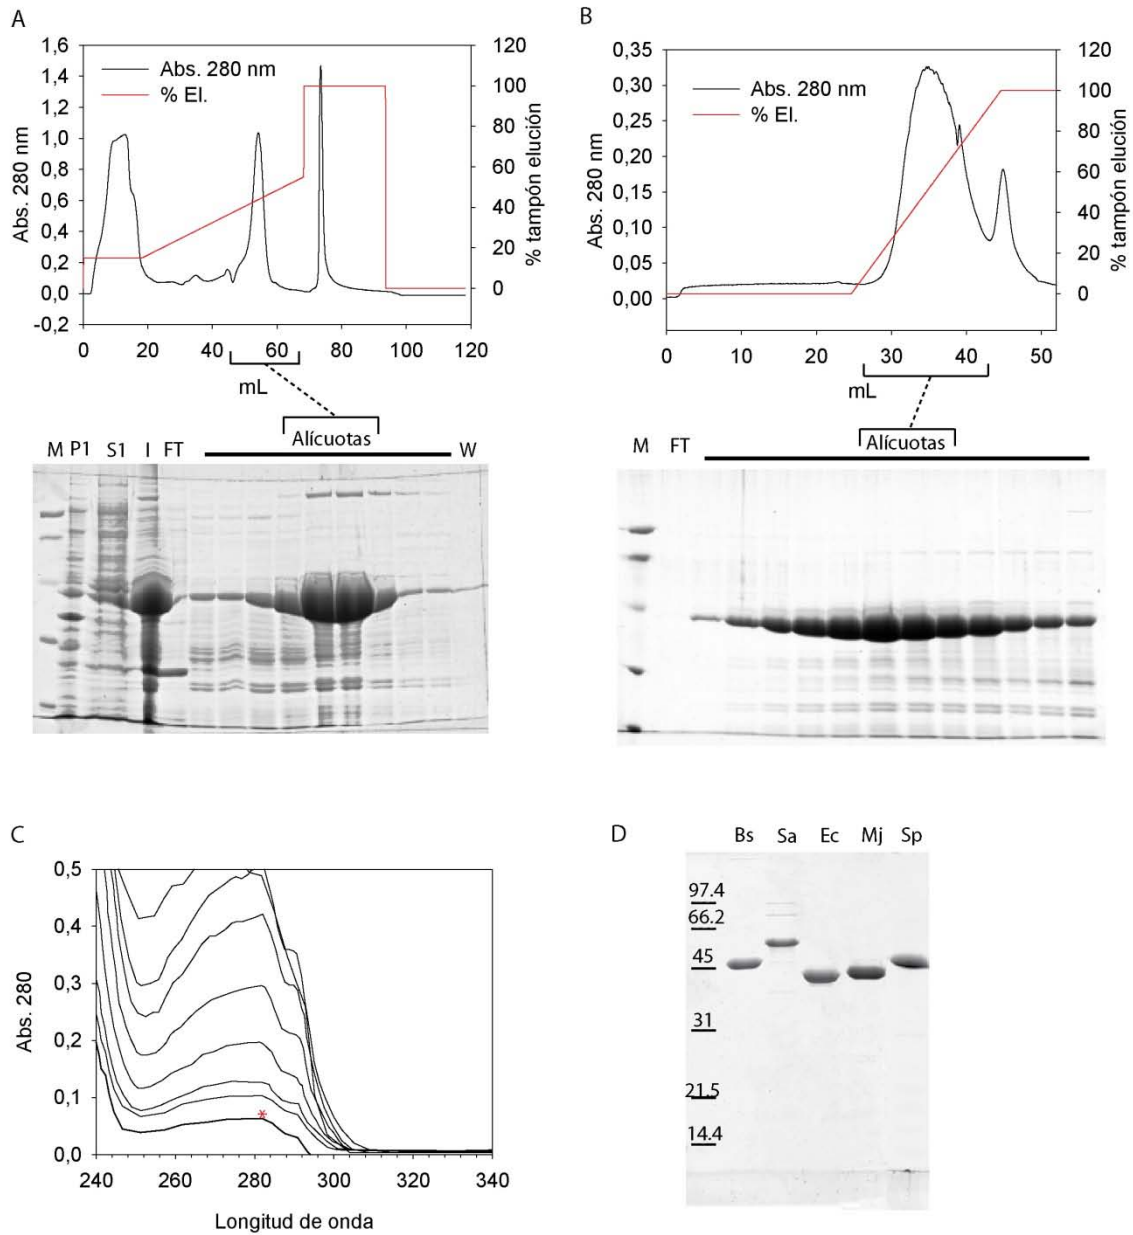 A
1,6
1,4
1,2
1,0
0,8
0,6
0,4
0,2
0,0
-0,2
Abs. 280 nm
Abs. 280 nm
% El.
120
100
80
60
40
20
0
% tampón elución
0 20 40 60 80 100 120
mL
Alícuotas
M P1 S1 I FT W
B
0,35
0,30
0,25
0,20
0,15
0,10
0,05
0,00
Abs. 280 nm
Abs. 280 nm
% El.
120
100
80
60
40
20
0
% tampón elución
0 10 20 30 40 50
mL
Alícuotas
M FT
C
0,5
0,4
0,3
0,2
0,1
0,0
Abs. 280
*
240 260 280 300 320 340
Longitud de onda
D
Bs Sa Ec Mj Sp
97.4
66.2
45
31
21.5
14.4